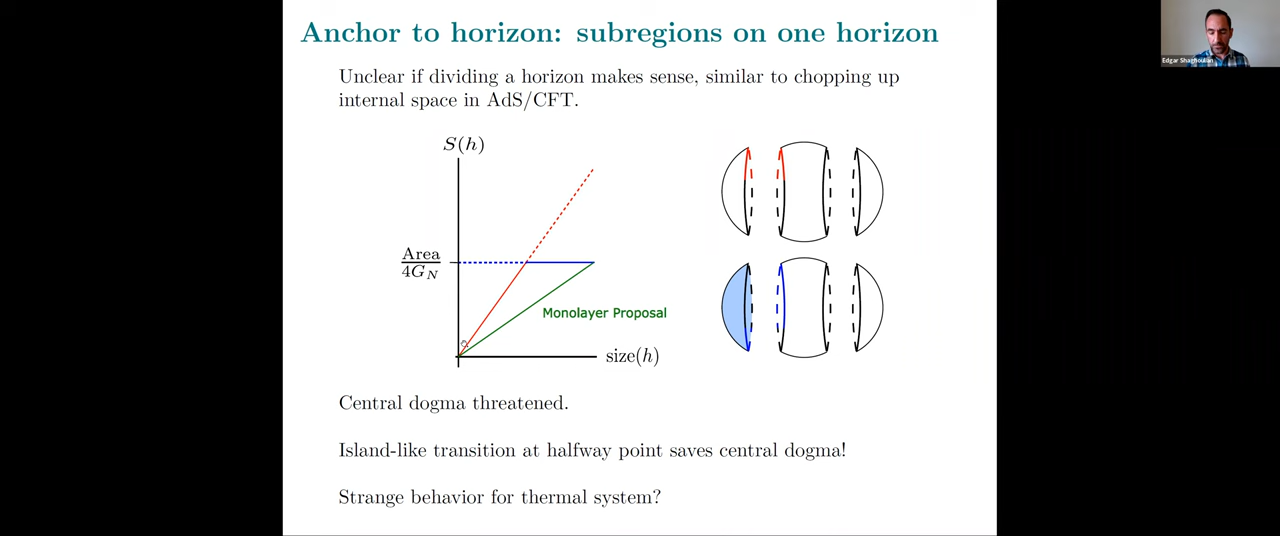 Anchor to horizon: subregions on one horizon
Edgar Shaghoulian
Unclear if dividing a horizon makes sense, similar to chopping up
internal space in AdS/CFT.
S(h)
Area
4G_N
Monolayer Proposal
size(h)
Central dogma threatened.
Island-like transition at halfway point saves central dogma!
Strange behavior for thermal system?